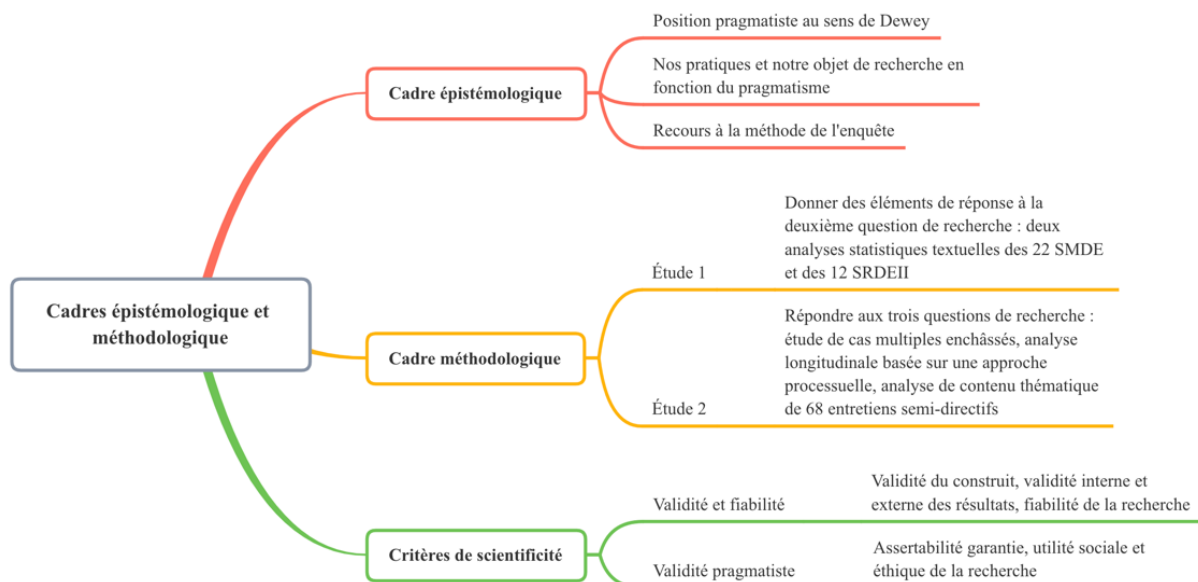 Cadres épistémologique et
méthodologique
Cadre épistémologique
Position pragmatiste au sens de Dewey
Nos pratiques et notre objet de recherche en
fonction du pragmatisme
Recours à la méthode de l'enquête
Cadre méthodologique
Étude 1
Donner des éléments de réponse à la
deuxième question de recherche : deux
analyses statistiques textuelles des 22 SMDE
et des 12 SRDEII
Étude 2
Répondre aux trois questions de recherche :
étude de cas multiples enchâssés, analyse
longitudinale basée sur une approche
processuelle, analyse de contenu thématique
de 68 entretiens semi-directifs
Critères de scientificité
Validité et fiabilité
Validité du construit, validité interne et
externe des résultats, fiabilité de la recherche
Validité pragmatiste
Assertabilité garantie, utilité sociale et
éthique de la recherche